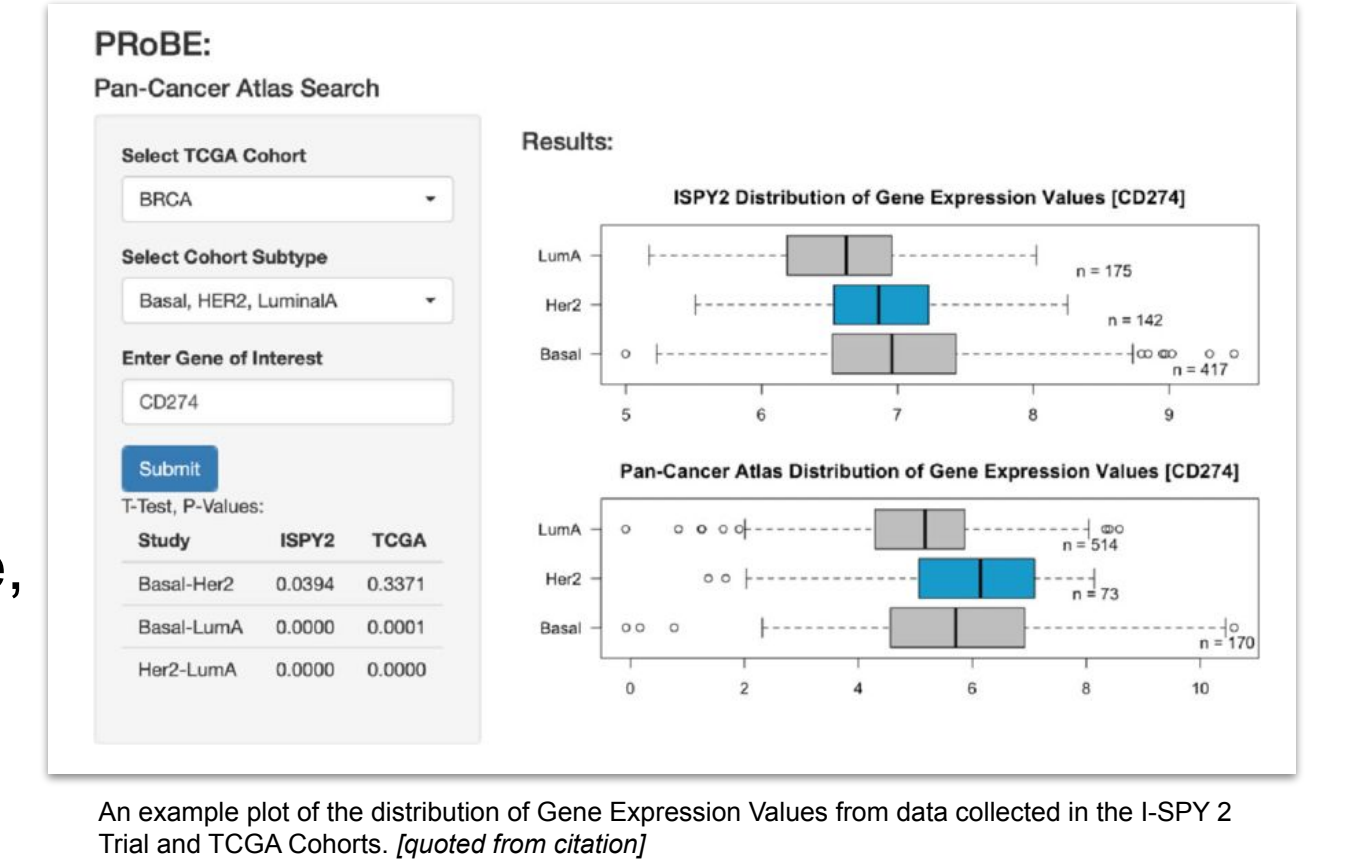 PRoBE:
Pan-Cancer Atlas Search
Select TCGA Cohort
BRCA
Select Cohort Subtype
Basal, HER2, LuminalA
Enter Gene of Interest
CD274
Submit
T-Test, P-Values:
Study ISPY2 TCGA
Basal-Her2 0.0394 0.3371
Basal-LumA 0.0000 0.0001
Her2-LumA 0.0000 0.0000
Results:
ISPY2 Distribution of Gene Expression Values [CD274]
LumA
n = 175
Her2
n = 142
Basal
n = 417
5 6 7 8 9
Pan-Cancer Atlas Distribution of Gene Expression Values [CD274]
LumA
n = 514
Her2
n = 73
Basal
n = 170
0 2 4 6 8 10
An example plot of the distribution of Gene Expression Values from data collected in the I-SPY 2
Trial and TCGA Cohorts. [quoted from citation]